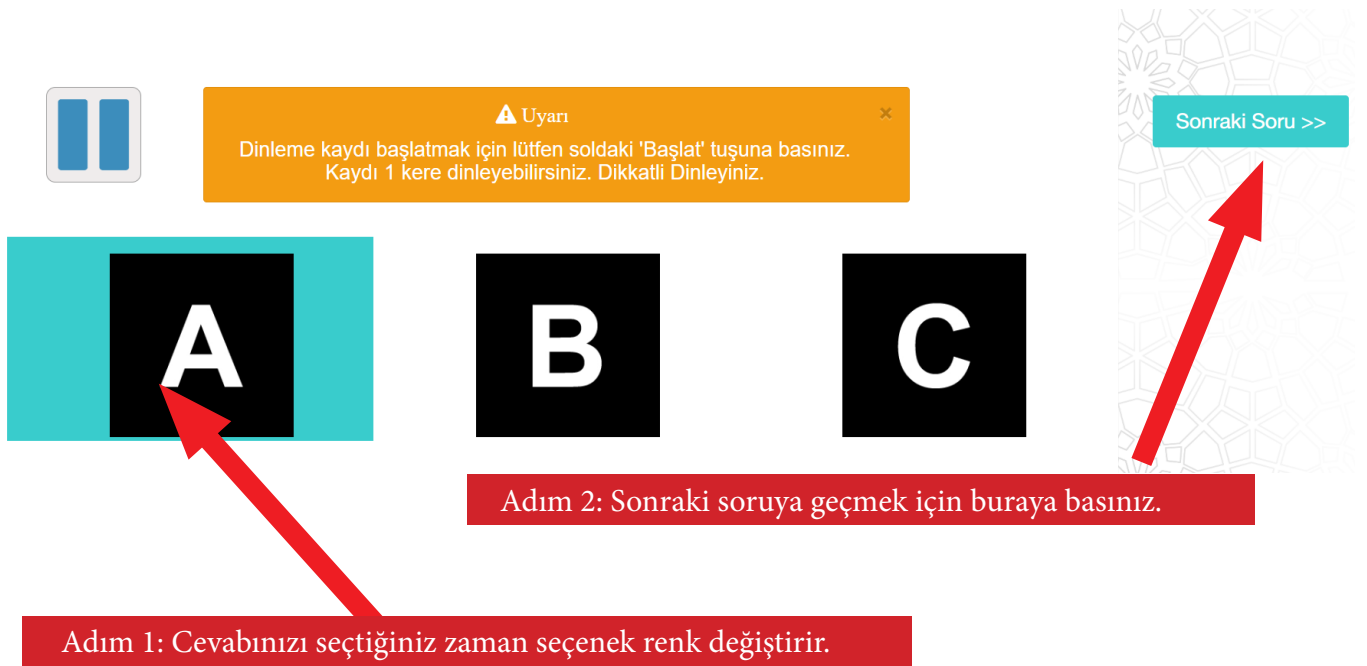 Uyarı
×
Dinleme kaydı başlatmak için lütfen soldaki 'Başlat' tuşuna basınız.
Kaydı 1 kere dinleyebilirsiniz. Dikkatli Dinleyiniz.
Sonraki Soru >>
A
B
C
Adım 2: Sonraki soruya geçmek için buraya basınız.
Adım 1: Cevabınızı seçtiğiniz zaman seçenek renk değiştirir.